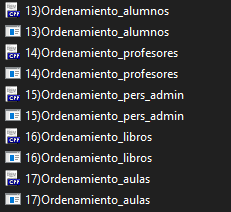 13)Ordenamiento_alumnos
13)Ordenamiento_alumnos
14)Ordenamiento_profesores
14)Ordenamiento_profesores
15)Ordenamiento_pers_admin
15)Ordenamiento_pers_admin
16)Ordenamiento_libros
16)Ordenamiento_libros
17)Ordenamiento_aulas
17)Ordenamiento_aulas